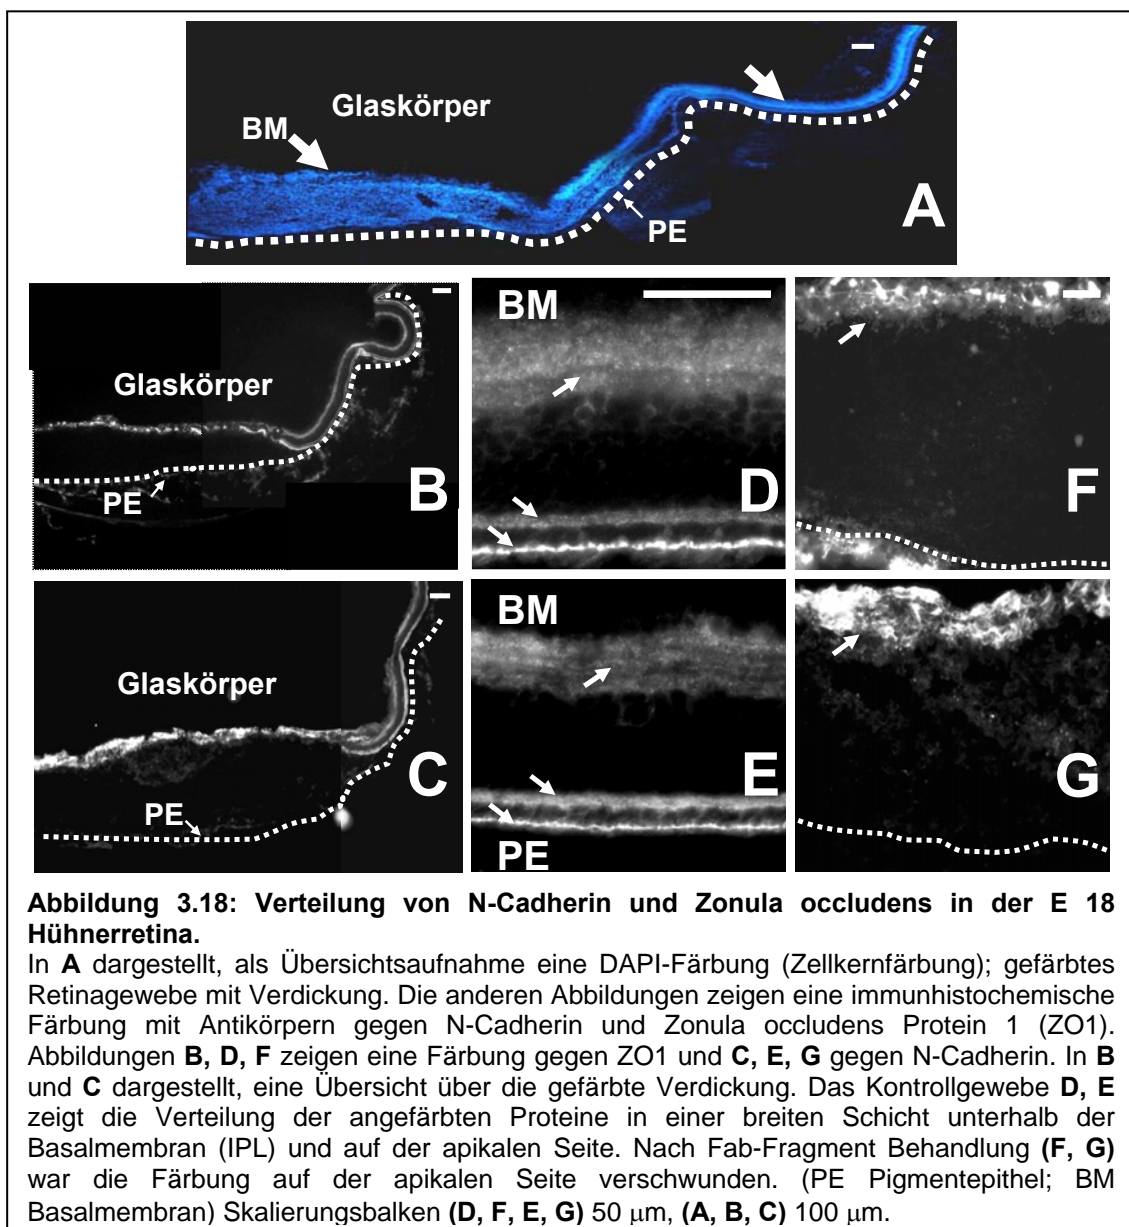 Glaskörper
BM
A
PE
Glaskörper
B
PE
BM
D
F
Glaskörper
C
PE
BM
E
PE
G
Abbildung 3.18: Verteilung von N-Cadherin und Zonula occludens in der E 18
Hühnerretina.
In A dargestellt, als Übersichtsaufnahme eine DAPI-Färbung (Zellkernfärbung); gefärbtes
Retinagewebe mit Verdickung. Die anderen Abbildungen zeigen eine immunhistochemische
Färbung mit Antikörpern gegen N-Cadherin und Zonula occludens Protein 1 (ZO1).
Abbildungen B, D, F zeigen eine Färbung gegen ZO1 und C, E, G gegen N-Cadherin. In B
und C dargestellt, eine Übersicht über die gefärbte Verdickung. Das Kontrollgewebe D, E
zeigt die Verteilung der angefärbten Proteine in einer breiten Schicht unterhalb der
Basalmembran (IPL) und auf der apikalen Seite. Nach Fab-Fragment Behandlung (F, G)
war die Färbung auf der apikalen Seite verschwunden. (PE Pigmentepithel; BM
Basalmembran) Skalierungsbalken (D, F, E, G) 50 µm, (A, B, C) 100 µm.